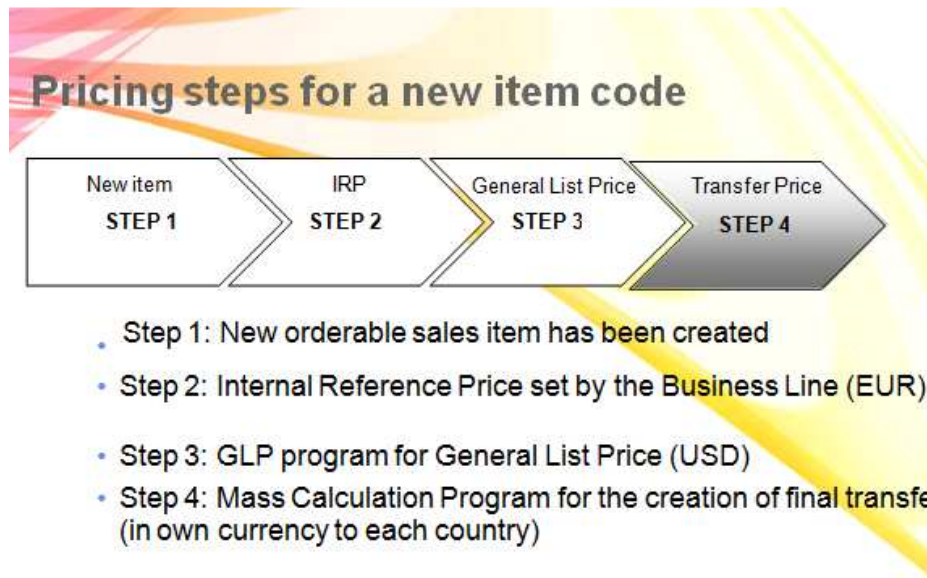 Pricing steps for a new item code
New item
STEP 1
IRP
STEP 2
General List Price
STEP 3
Transfer Price
STEP 4
Step 1: New orderable sales item has been created
• Step 2: Internal Reference Price set by the Business Line (EUR)
• Step 3: GLP program for General List Price (USD)
• Step 4: Mass Calculation Program for the creation of final
(in own currency to each country)